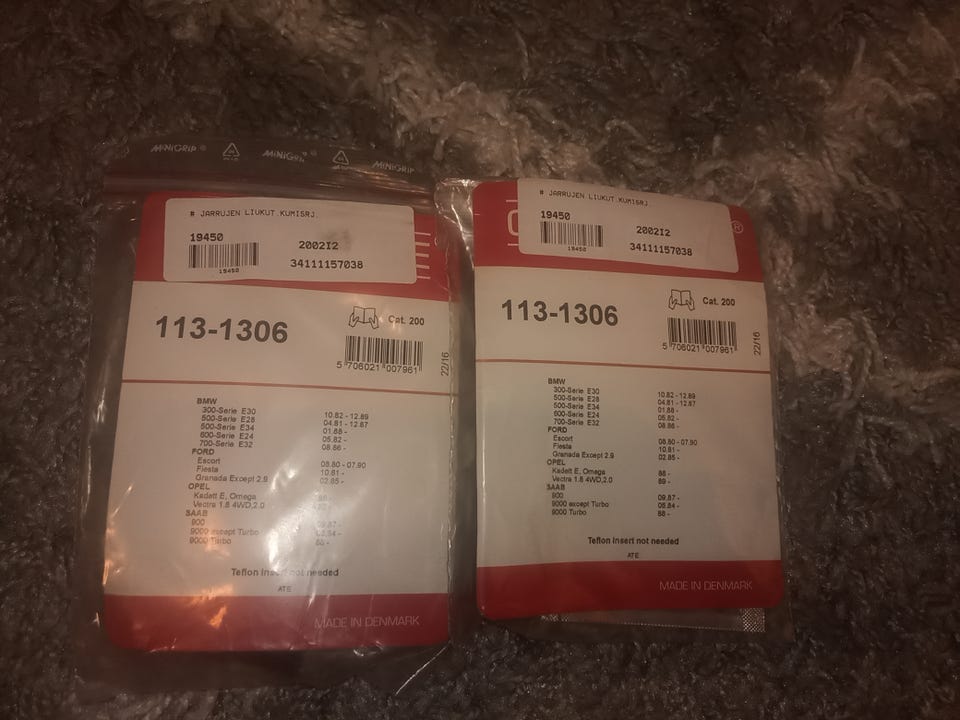 MiNiGRIP® MiNiGRIP MiNiGRIP
# JARRUJEN LIUKUT.KUMISRJ.
19450
2002I2
19450
34111157038
113-1306
Cat. 200
5 706021 007961
22/16
BMW
300-Serie E30 10.82 - 12.89
500-Serie E28 04.81 - 12.87
500-Serie E34 01.88 -
600-Serie E24 05.82 -
700-Serie E32 08.86 -
FORD
Escort 08.80 - 07.90
Fiesta 10.81 -
Granada Except 2.9 02.85 -
OPEL
Kadett E, Omega
Vectra 1.8 4WD,2.0
SAAB
900 09.87 -
9000 except Turbo
9000 Turbo 88 -
Teflon insert not needed
ATE
MADE IN DENMARK
# JARRUJEN LIUKUT.KUMISRJ
19450
2002I2
19450
34111157038
®
113-1306
Cat. 200
5 706021 007961
22/16
BMW
300-Serie E30 10.82 - 12.89
500-Serie E28 04.81 - 12.87
500-Serie E34 01.88 -
600-Serie E24 05.82 -
700-Serie E32 08.86 -
FORD
Escort 08.80 - 07.90
Fiesta 10.81 -
Granada Except 2.9 02.85 -
OPEL
Kadett E, Omega 86 -
Vectra 1.8 4WD,2.0 89 -
SAAB
900 09.87 -
9000 except Turbo 05.84 -
9000 Turbo 88 -
Teflon insert not needed
ATE
MADE IN DENMARK